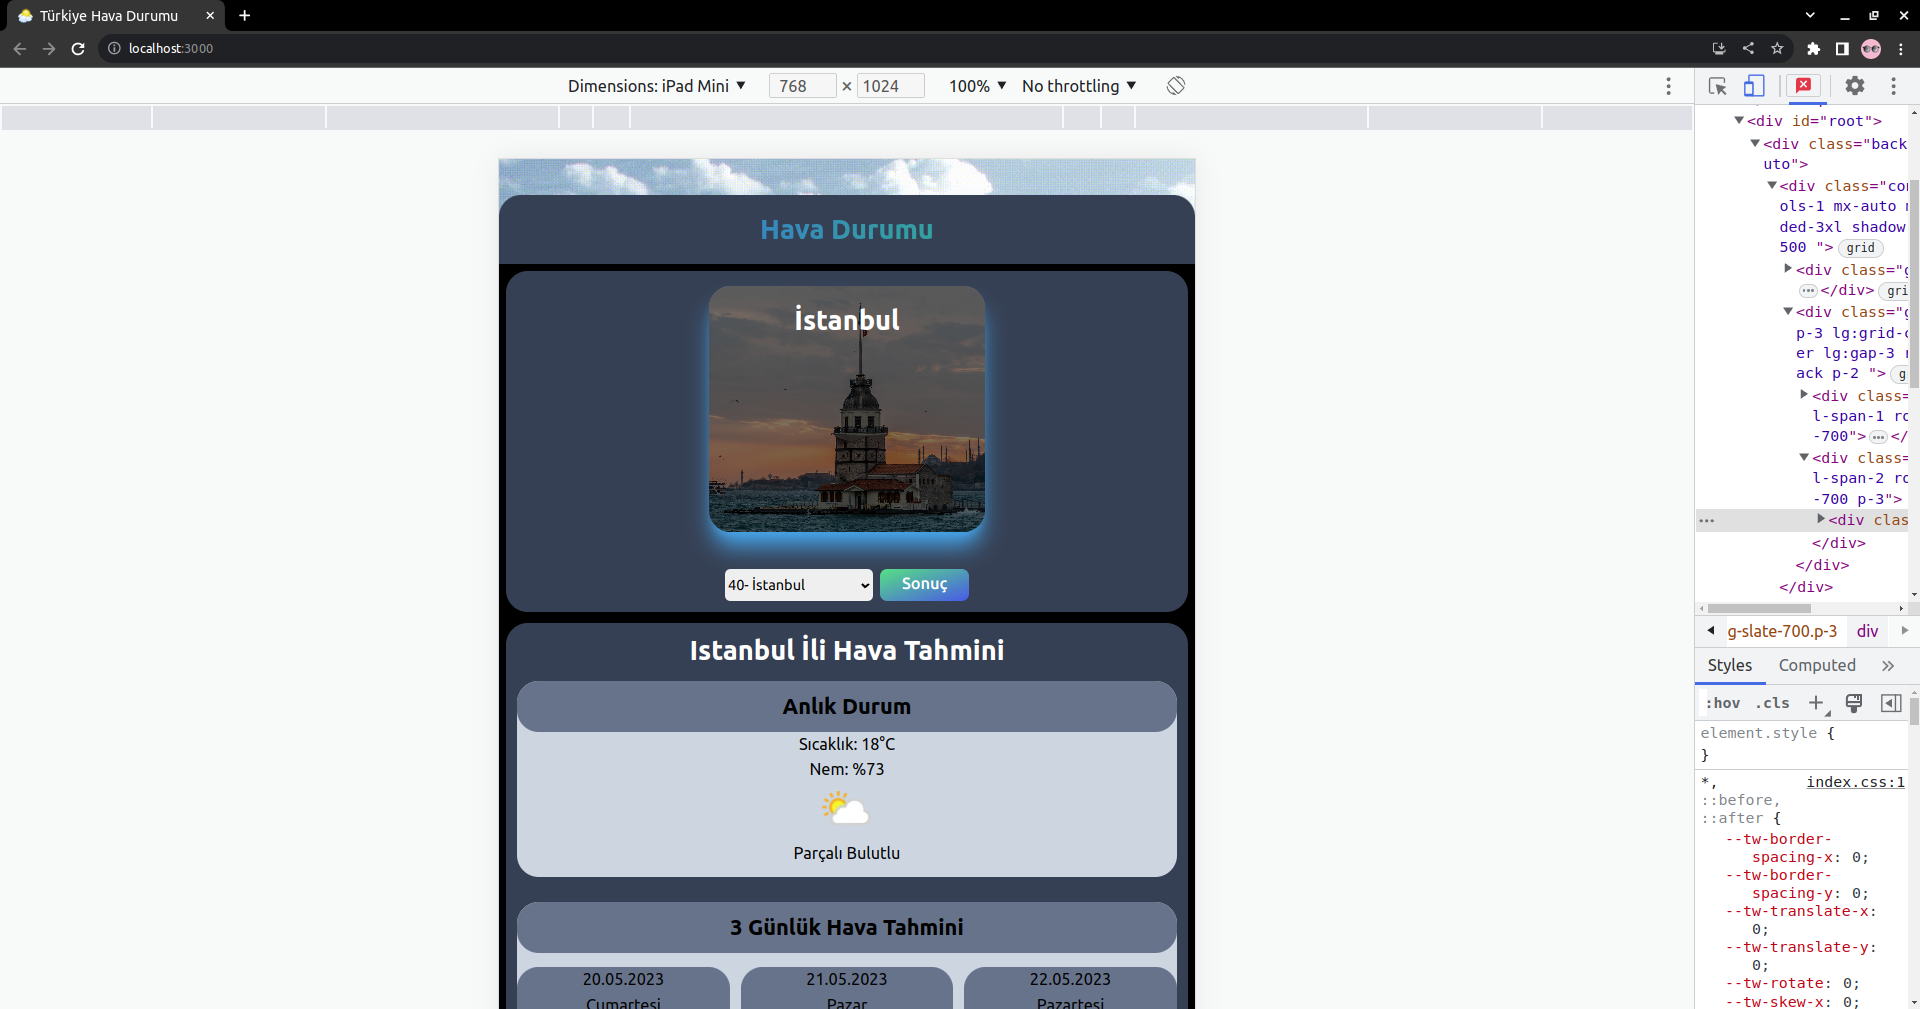 Türkiye Hava Durumu
localhost:3000
Dimensions: iPad Mini
768 × 1024
100%
No throttling
Hava Durumu
İstanbul
40- İstanbul
Sonuç
Istanbul İli Hava Tahmini
Anlık Durum
Sıcaklık: 18°C
Nem: %73
Parçalı Bulutlu
3 Günlük Hava Tahmini
20.05.2023
Cumartesi
21.05.2023
Pazar
22.05.2023
Pazartesi
<div id="root">
<div class="back
uto">
<div class="co
ols-1 mx-auto
ded-3xl shadow
500 "> grid
<div class="g
</div> gri
<div class="g
p-3 lg:grid-c
er lg:gap-3
ack p-2 "> g
<div class=
l-span-1 ro
-700"> </
<div class=
l-span-2 ro
-700 p-3">
<div clas
</div>
</div>
</div>
g-slate-700.p-3 div
Styles Computed
:hov .cls
element.style {
}
*, index.css:1
::before,
::after {
--tw-border-
spacing-x: 0;
--tw-border-
spacing-y: 0;
--tw-translate-x:
0;
--tw-translate-y:
0;
--tw-rotate: 0;
--tw-skew-x: 0;